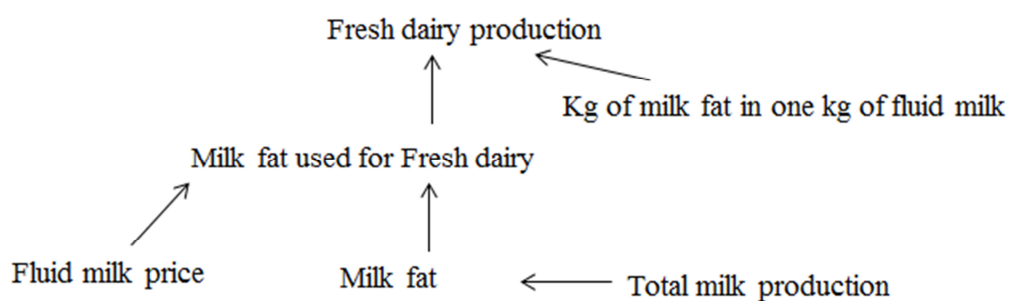 Fresh dairy production
Kg of milk fat in one kg of fluid milk
Milk fat used for Fresh dairy
Fluid milk price
Milk fat
Total milk production